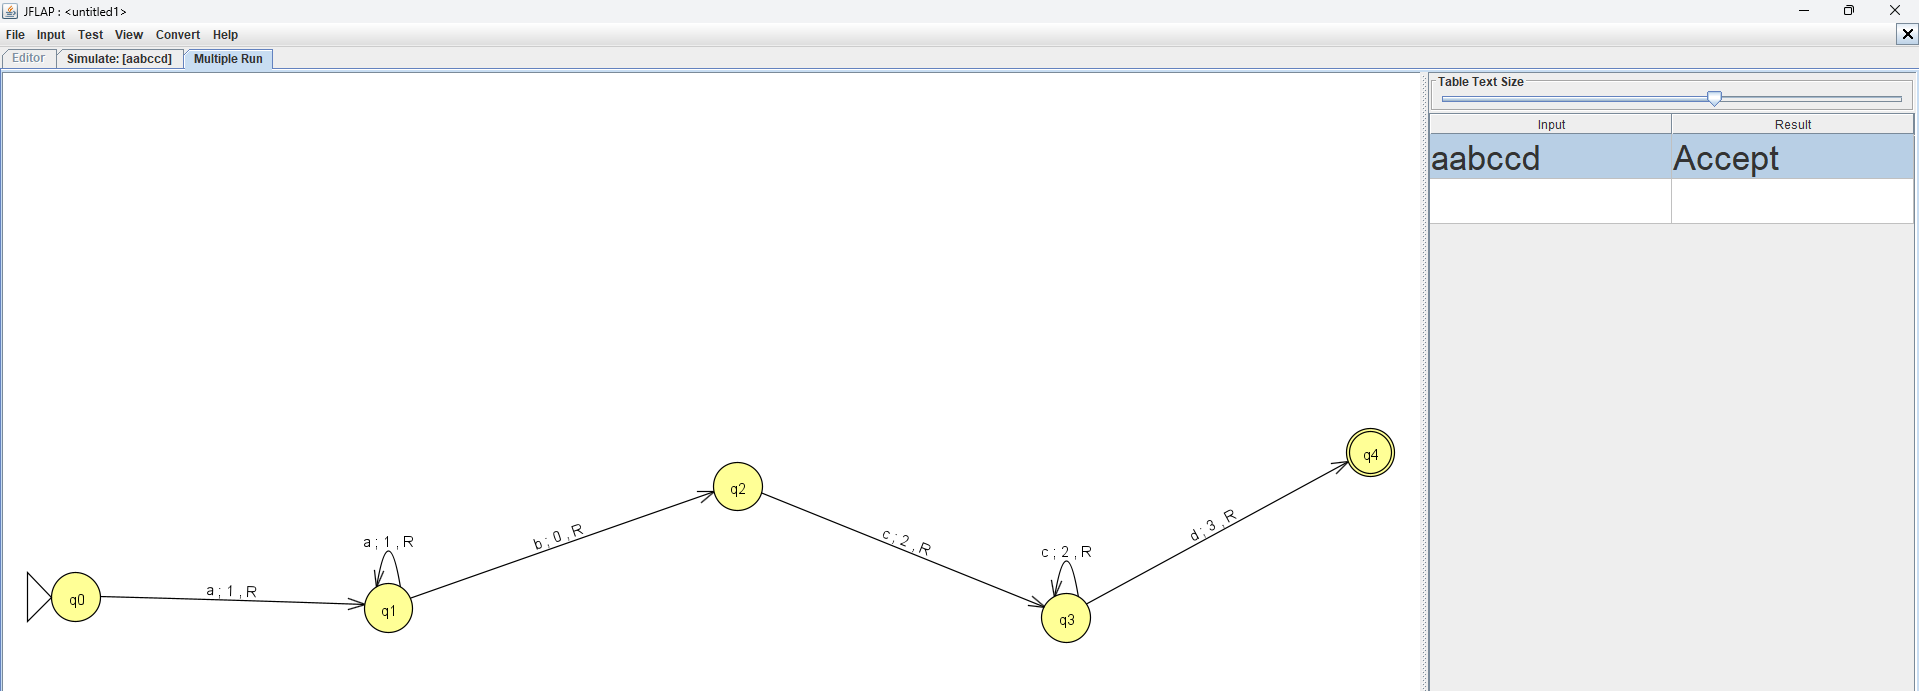 JFLAP : <untitled1>
File Input Test View Convert Help
Editor Simulate: [aabccd] Multiple Run
Table Text Size
Input Result
aabccd Accept
q4
q2
b ; 0 , R
c ; 2 , R
d ; 3 , R
a ; 1 , R
c ; 2 , R
a ; 1 , R
q0
q1
q3